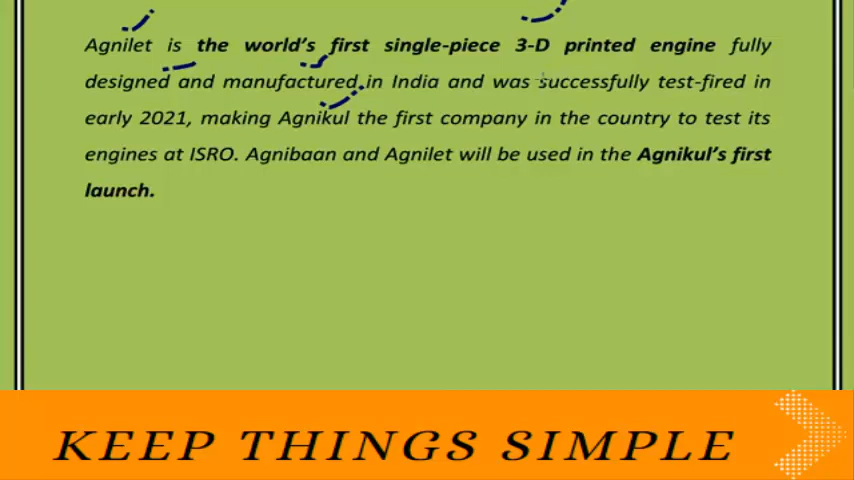 Agnilet is the world's first single-piece 3-D printed engine fully
designed and manufactured in India and was successfully test-fired in
early 2021, making Agnikul the first company in the country to test its
engines at ISRO. Agnibaan and Agnilet will be used in the Agnikul's first
launch.
KEEP THINGS SIMPLE